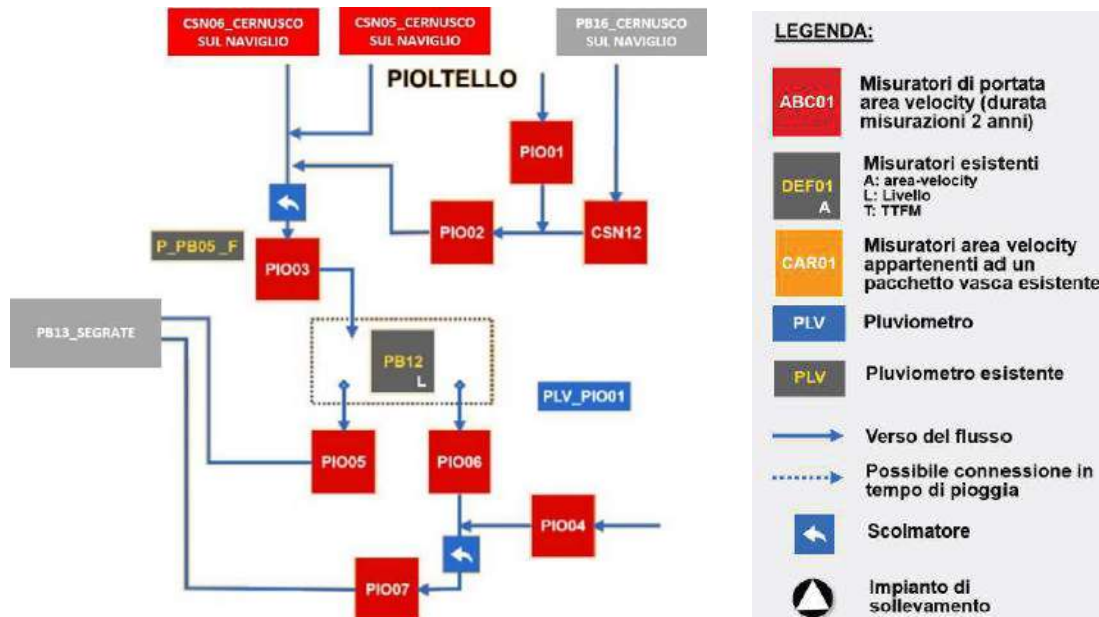 CSN06_CERNUSCO
SUL NAVIGLIO
CSN05_CERNUSCO
SUL NAVIGLIO
PB16_CERNUSCO
SUL NAVIGLIO
PIOLTELLO
PIO01
PIO02
CSN12
P_PB05_F
PIO03
PB13_SEGRATE
PB12
L
PLV_PIO01
PIO05
PIO06
PIO04
PIO07
LEGENDA:
ABC01
Misuratori di portata
area velocity (durata
misurazioni 2 anni)
DEF01
A
Misuratori esistenti
A: area-velocity
L: Livello
T: TTFM
CAR01
Misuratori area velocity
appartenenti ad un
pacchetto vasca esistente
PLV
Pluviometro
PLV
Pluviometro esistente
Verso del flusso
Possibile connessione in
tempo di pioggia
Scolmatore
Impianto di
sollevamento